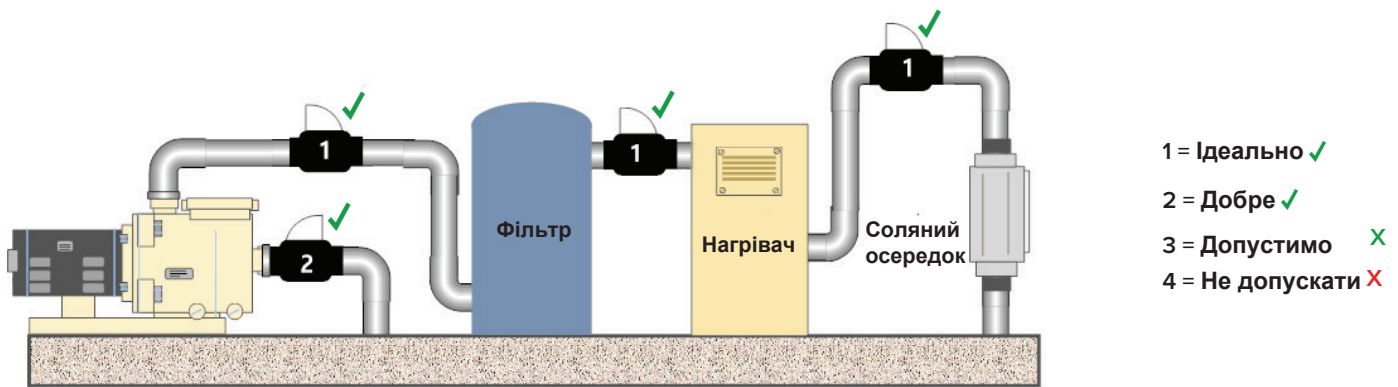 1
1
1
2
Фільтр
Нагрівач
Соляний
осередок
1 = Ідеально ✓
2 = Добре ✓
3 = Допустимо X
4 = Не допускати X